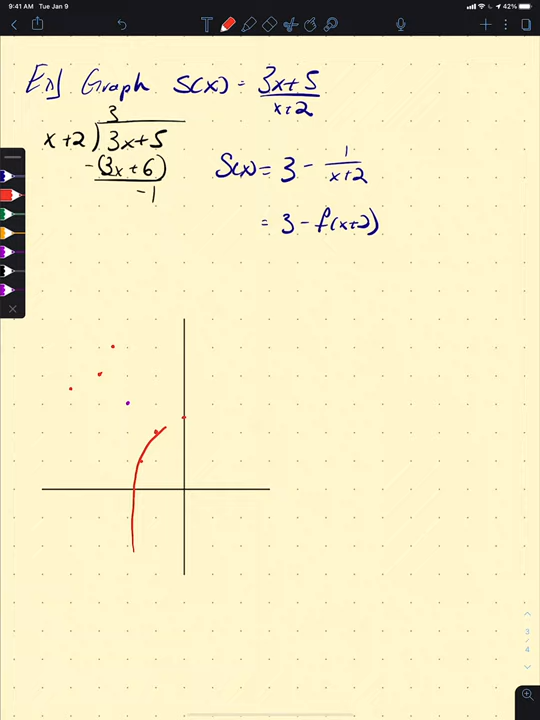 9:41 AM Tue Jan 9
42%
Ex] Graph S(x) = 3x+5 / x+2
3
x+2 ) 3x+5
-(3x+6)
-1
S(x) = 3 - 1 / x+2
= 3 - f(x+2)
3 / 4